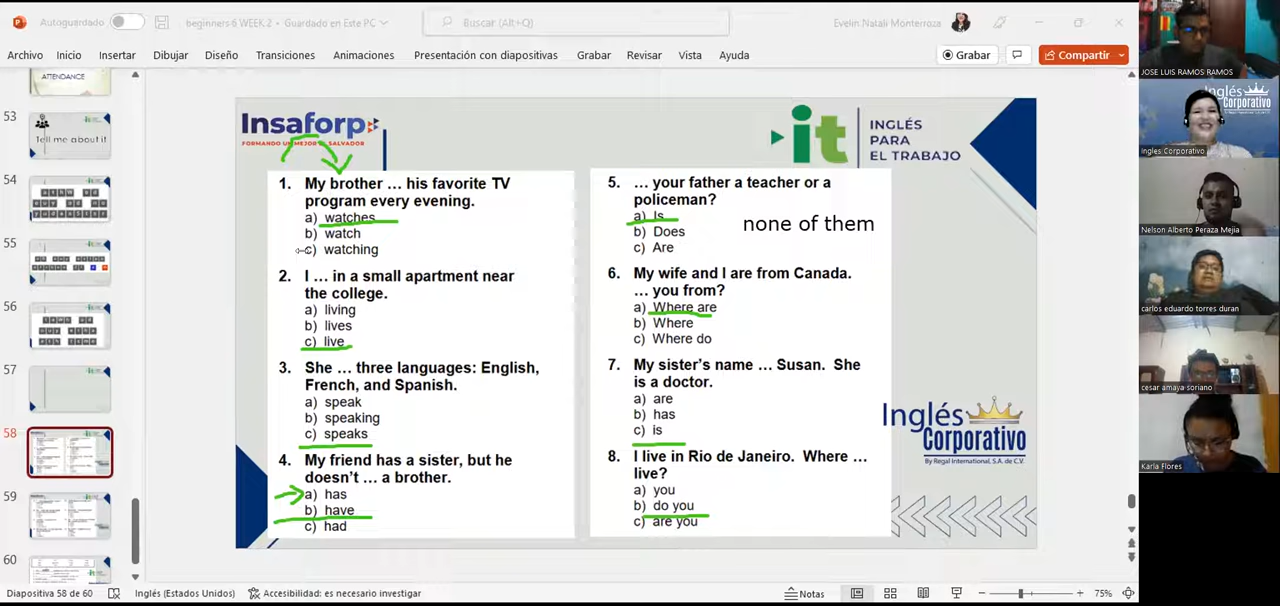 Autoguardado
beginners 6 WEEK 2 • Guardado en Este PC
Buscar (Alt+Q)
Evelin Natali Monterroza
Archivo Inicio Insertar Dibujar Diseño Transiciones Animaciones Presentación con diapositivas Grabar Revisar Vista Ayuda
Grabar
Compartir
ATTENDANCE
53
Tell me about it
54
55
56
57
58
59
60
Insaforp
FORMANDO UN MEJOR EL SALVADOR
it
INGLÉS
PARA
EL TRABAJO
1. My brother ... his favorite TV
program every evening.
a) watches
b) watch
c) watching
2. I ... in a small apartment near
the college.
a) living
b) lives
c) live
3. She ... three languages: English,
French, and Spanish.
a) speak
b) speaking
c) speaks
4. My friend has a sister, but he
doesn't ... a brother.
a) has
b) have
c) had
5. ... your father a teacher or a
policeman?
a) Is
b) Does
c) Are
none of them
6. My wife and I are from Canada.
... you from?
a) Where are
b) Where
c) Where do
7. My sister's name ... Susan. She
is a doctor.
a) are
b) has
c) is
8. I live in Rio de Janeiro. Where ...
live?
a) you
b) do you
c) are you
Inglés
Corporativo
By Regal International, S.A. de C.V.
JOSE LUIS RAMOS RAMOS
Inglés
Corporativo
Ingles Corporativo
Nelson Alberto Peraza Mejia
carlos eduardo torres duran
cesar amaya soriano
Karla Flores
Diapositiva 58 de 60
Inglés (Estados Unidos)
Accesibilidad: es necesario investigar
Notas
75%